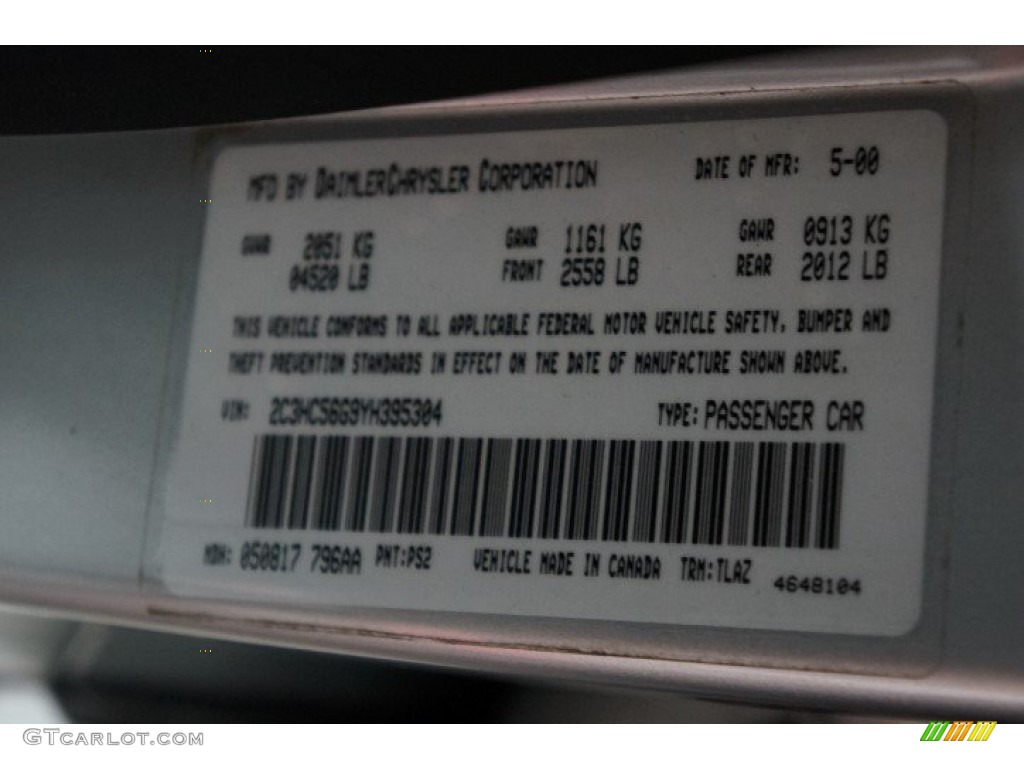 MFD BY DAIMLERCHRYSLER CORPORATION DATE OF MFR: 5-00
GVWR 2051 KG GAWR 1161 KG GAWR 0913 KG
04520 LB FRONT 2558 LB REAR 2012 LB
THIS VEHICLE CONFORMS TO ALL APPLICABLE FEDERAL MOTOR VEHICLE SAFETY, BUMPER AND
THEFT PREVENTION STANDARDS IN EFFECT ON THE DATE OF MANUFACTURE SHOWN ABOVE.
VIN: 2C3HC56G9YH395304 TYPE: PASSENGER CAR
MDH: 050817 796AA PNT:PS2 VEHICLE MADE IN CANADA TRM:TLAZ 4648104
GTCARLOT.COM